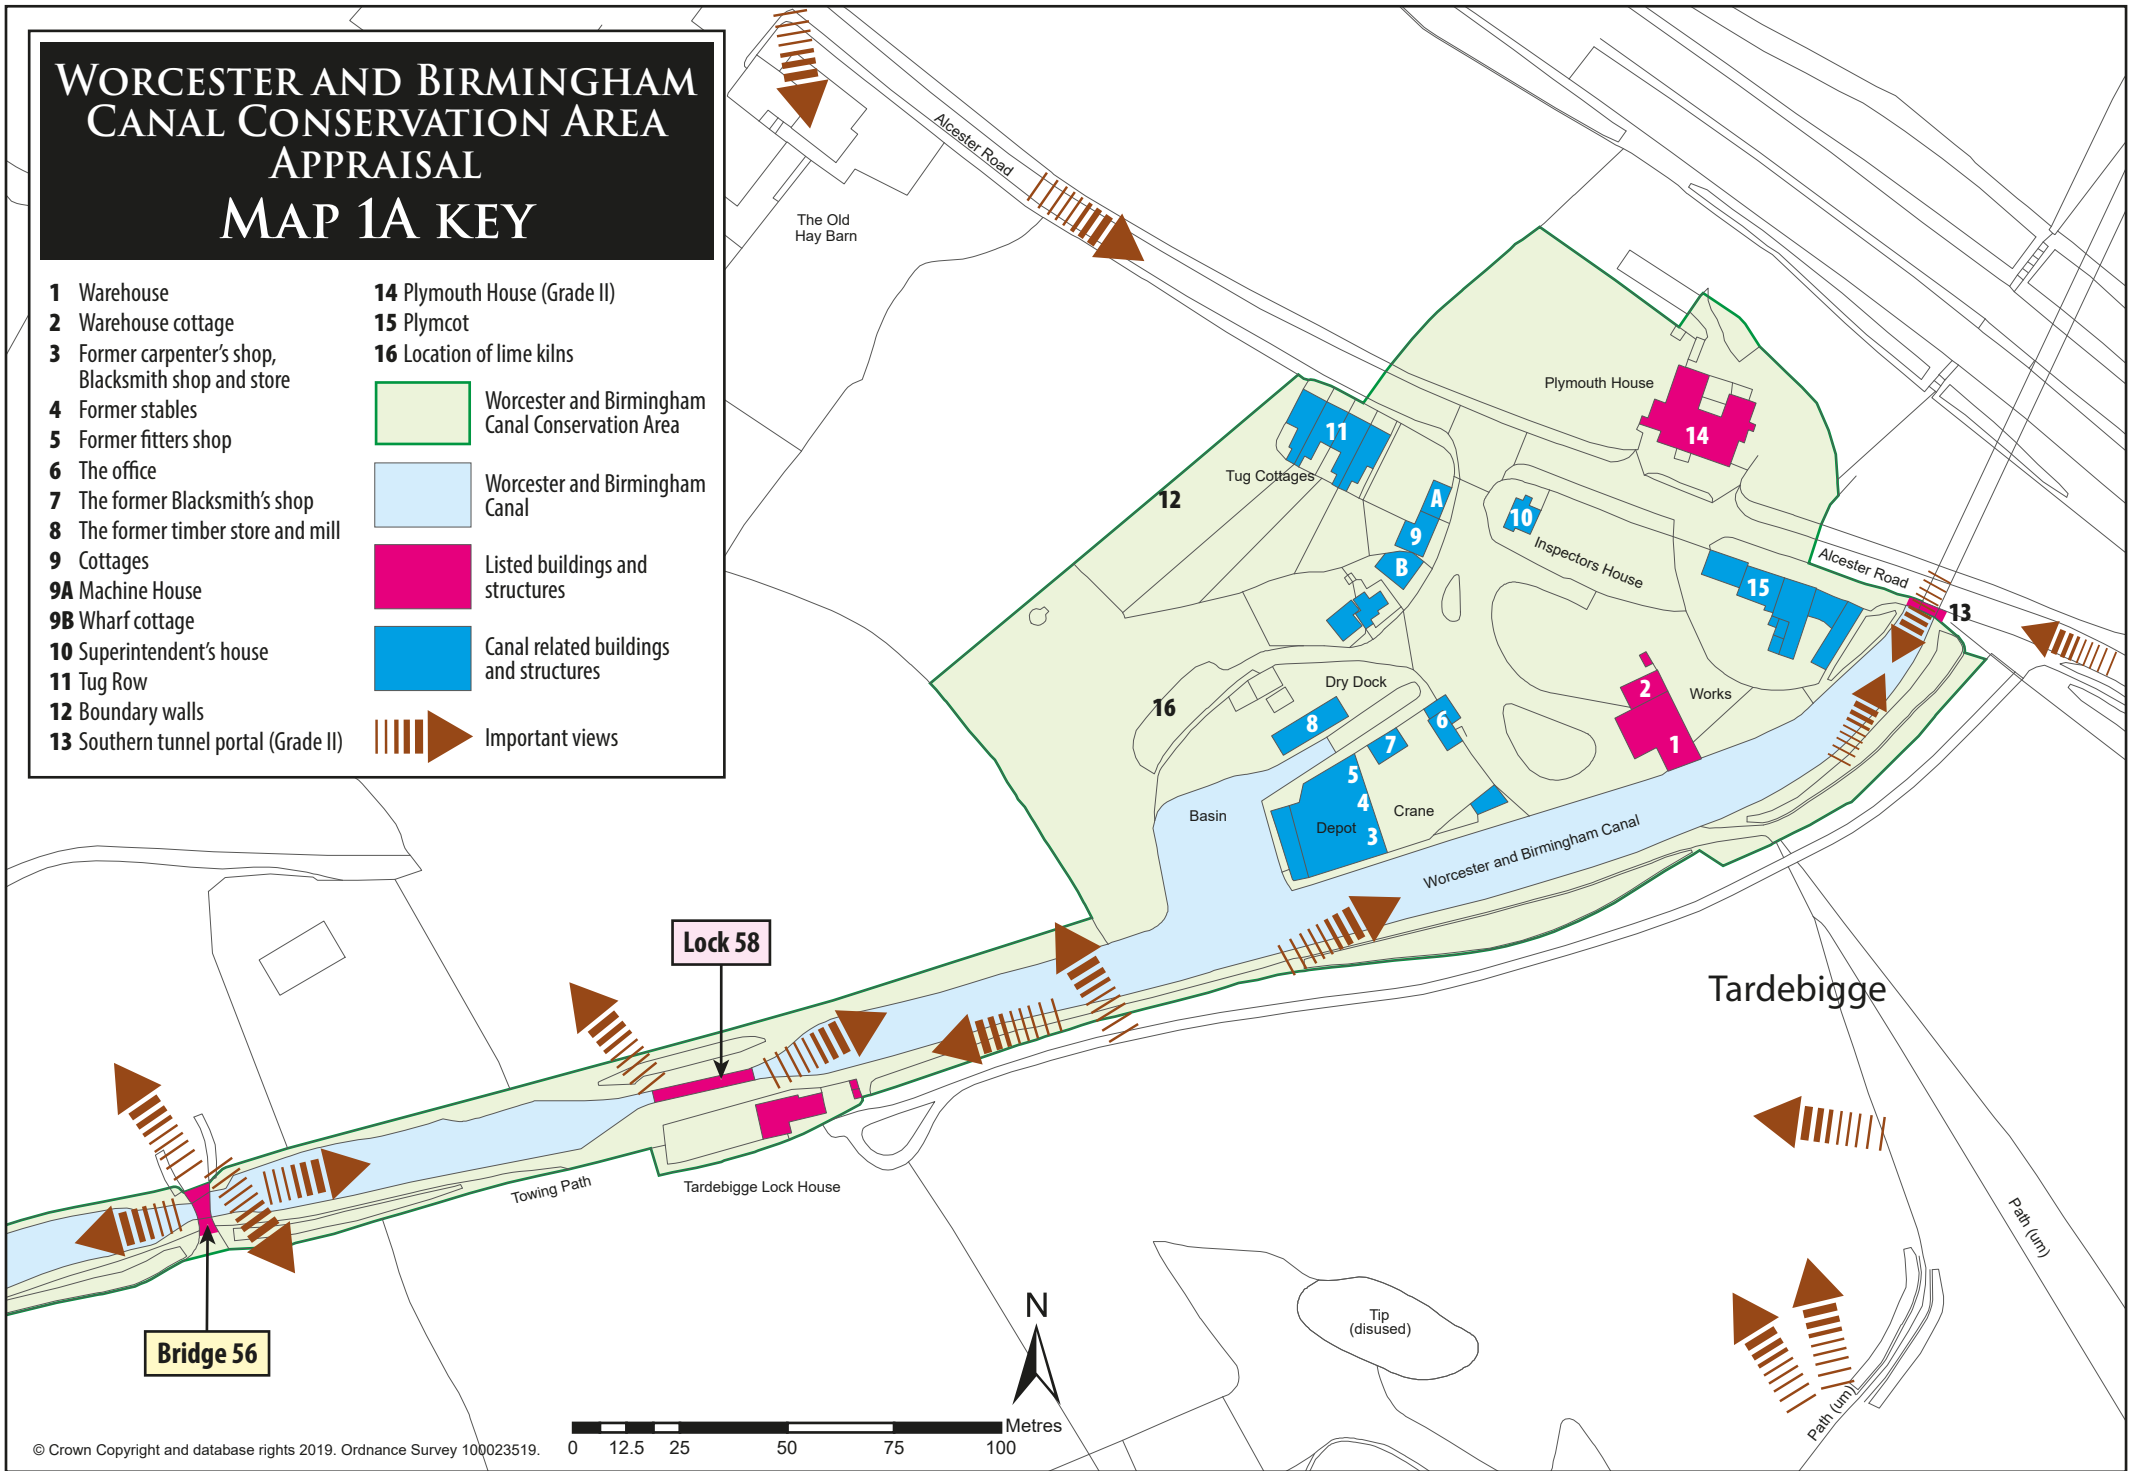 WORCESTER AND BIRMINGHAM
CANAL CONSERVATION AREA
APPRAISAL
MAP 1A KEY
1 Warehouse
2 Warehouse cottage
3 Former carpenter's shop,
Blacksmith shop and store
4 Former stables
5 Former fitters shop
6 The office
7 The former Blacksmith's shop
8 The former timber store and mill
9 Cottages
9A Machine House
9B Wharf cottage
10 Superintendent's house
11 Tug Row
12 Boundary walls
13 Southern tunnel portal (Grade II)
14 Plymouth House (Grade II)
15 Plymcot
16 Location of lime kilns
Worcester and Birmingham
Canal Conservation Area
Worcester and Birmingham
Canal
Listed buildings and
structures
Canal related buildings
and structures
Important views
Alcester Road
The Old
Hay Barn
Plymouth House
14
11
Tug Cottages
12
A
9
B
10
Inspectors House
Alcester Road
15
13
2
Works
1
Dry Dock
16
8
6
7
5
4
3
Basin
Depot
Crane
Worcester and Birmingham Canal
Lock 58
Tardebigge
Towing Path
Tardebigge Lock House
Bridge 56
Path (um)
Tip
(disused)
Path (um)
N
Metres
0 12.5 25 50 75 100
© Crown Copyright and database rights 2019. Ordnance Survey 100023519.